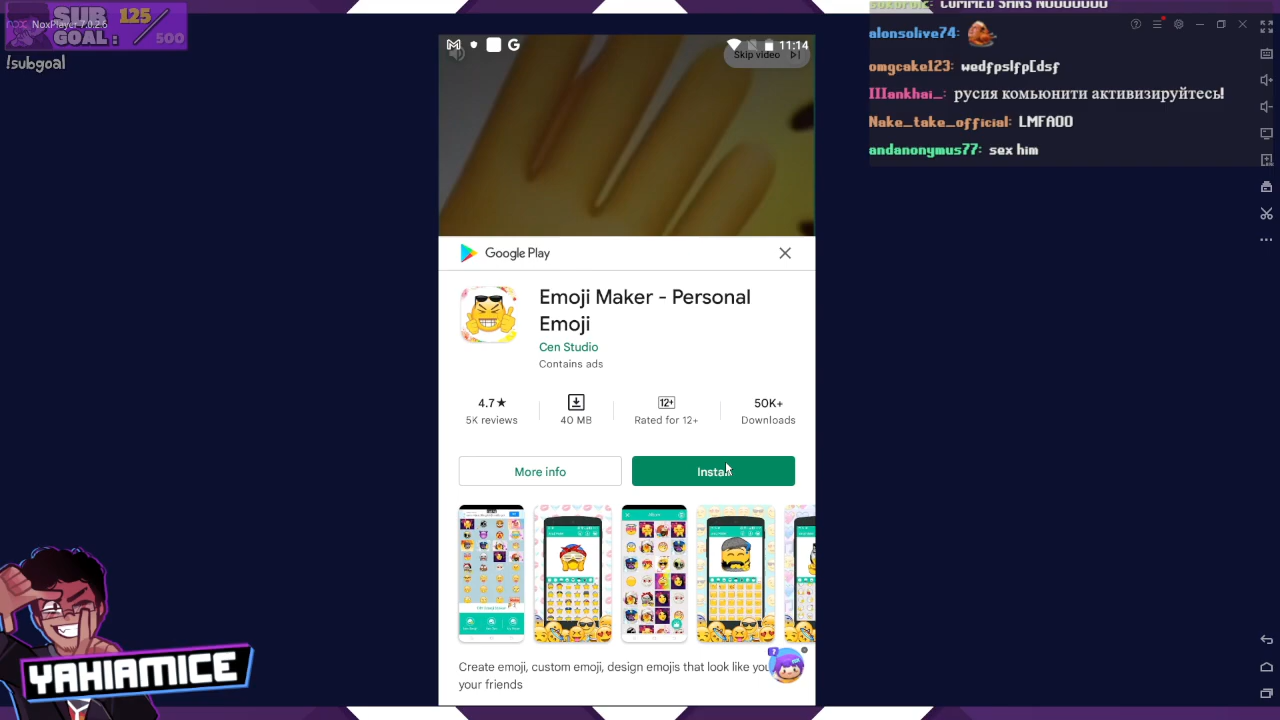 NoxPlayer 7.0.2.6
SUB 125
GOAL : / 500
!subgoal
11:14
Skip video
Google Play
Emoji Maker - Personal
Emoji
Cen Studio
Contains ads
4.7★
5K reviews
40 MB
12+
Rated for 12+
50K+
Downloads
More info
Install
Create emoji, custom emoji, design emojis that look like you
your friends
CUMMED SANS NOOOOOOO
alonsolive74:
omgcake123: wedfpslfp[dsf
IIIankhai_: русия комьюнити активизируйтесь!
Nake_take_official: LMFAOO
andanonymus77: sex him
YAHIAMICE